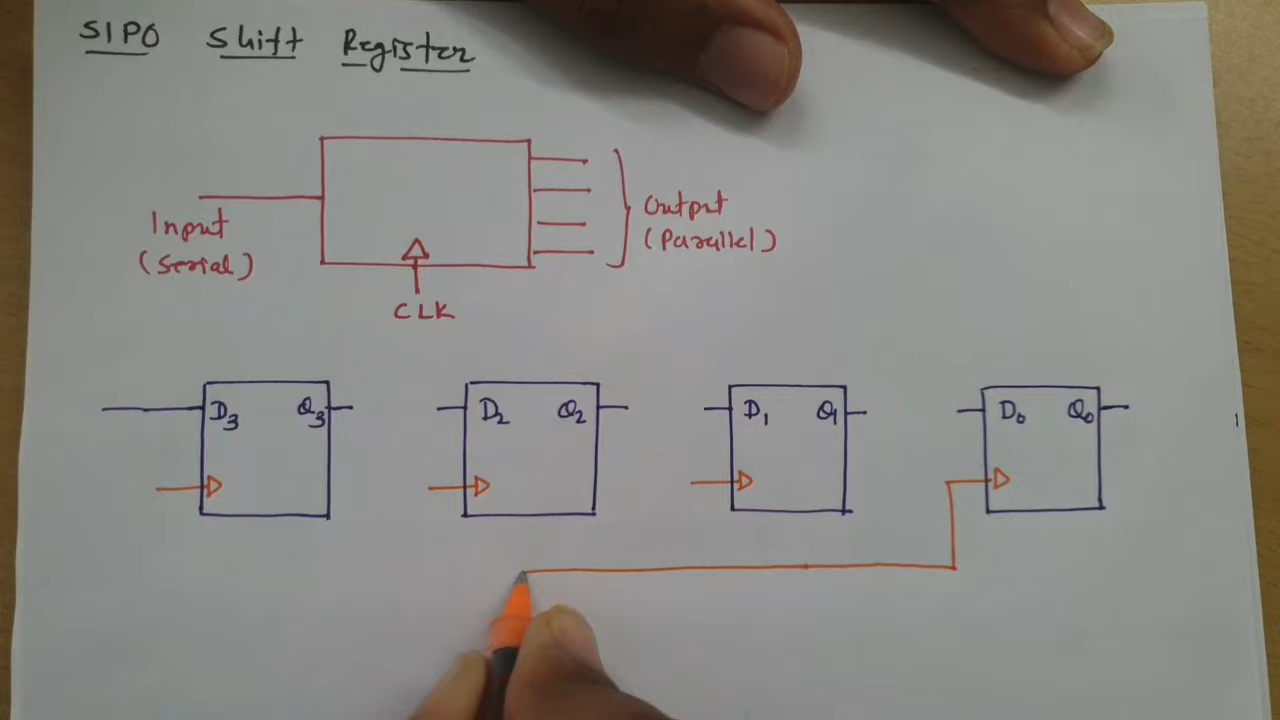 SIPO Shift Register
Input
(Serial)
Output
(Parallel)
CLK
D3 Q3
D2 Q2
D1 Q1
D0 Q0